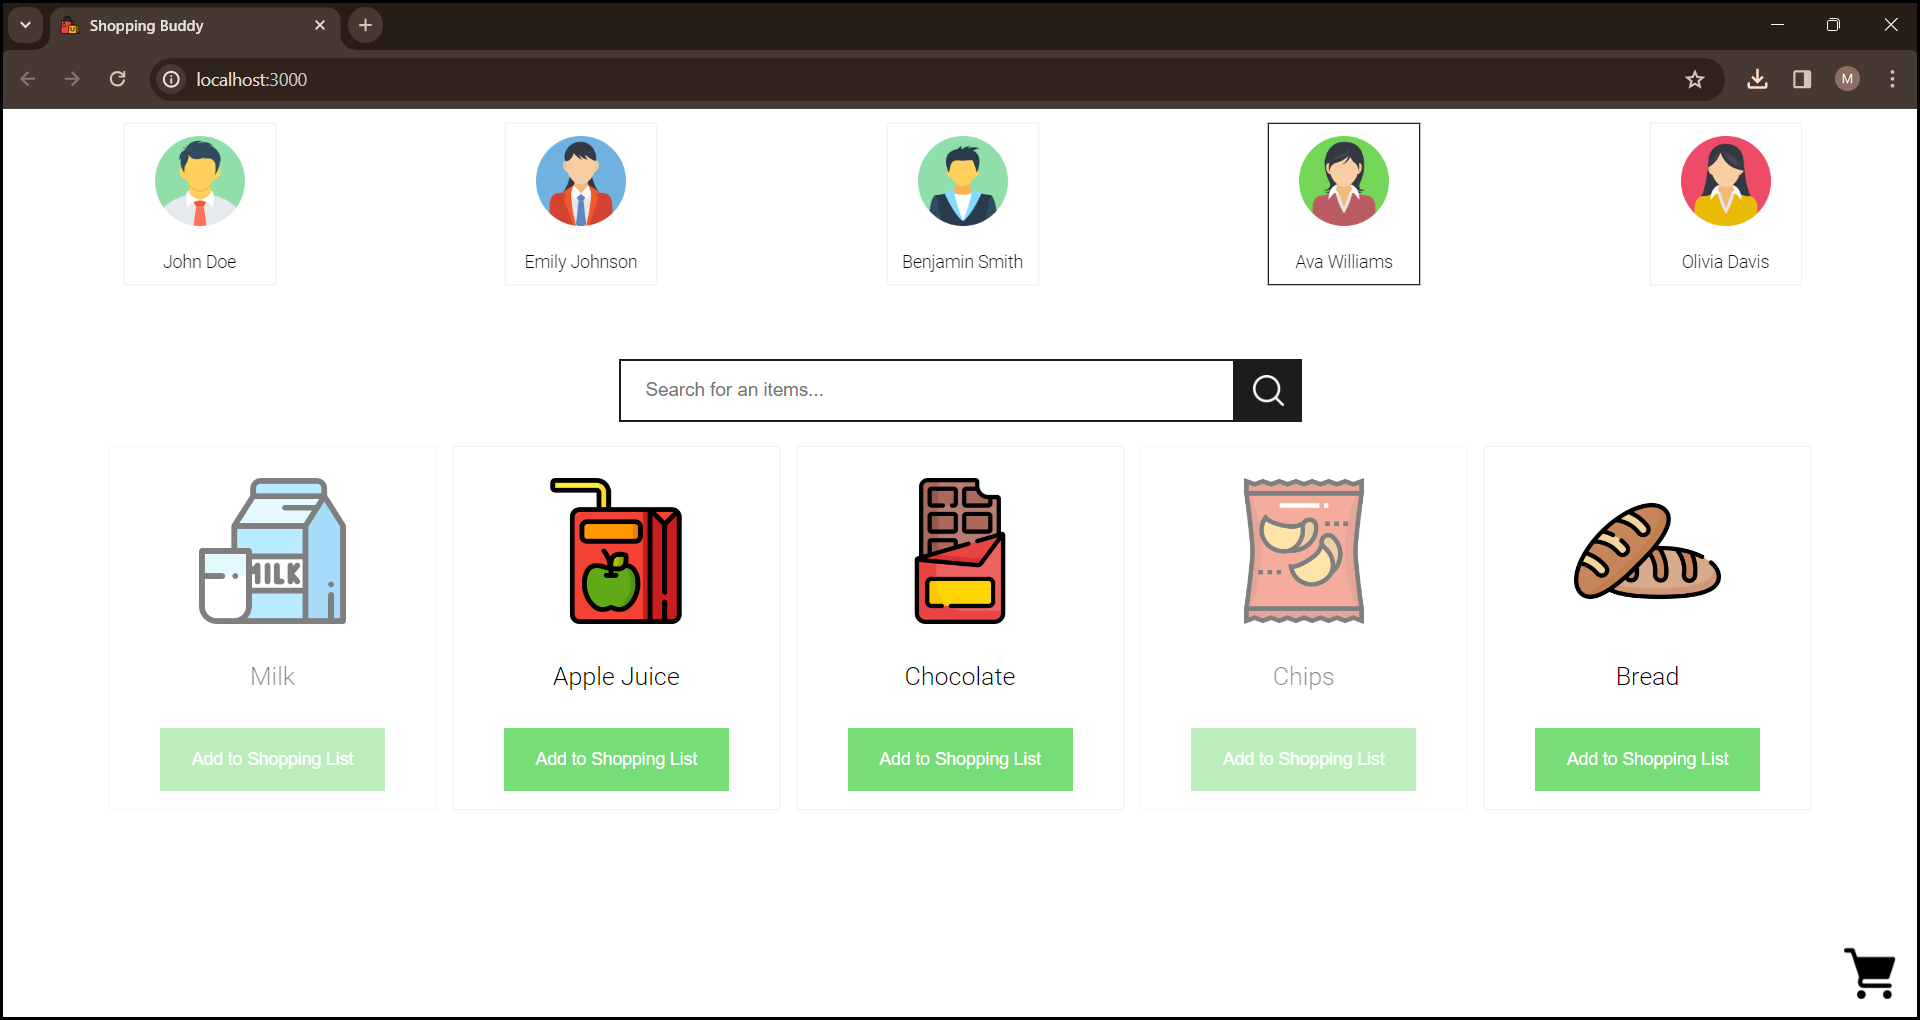 Shopping Buddy
localhost:3000
M
John Doe
Emily Johnson
Benjamin Smith
Ava Williams
Olivia Davis
Search for an items...
MILK
Milk
Apple Juice
Chocolate
Chips
Bread
Add to Shopping List
Add to Shopping List
Add to Shopping List
Add to Shopping List
Add to Shopping List